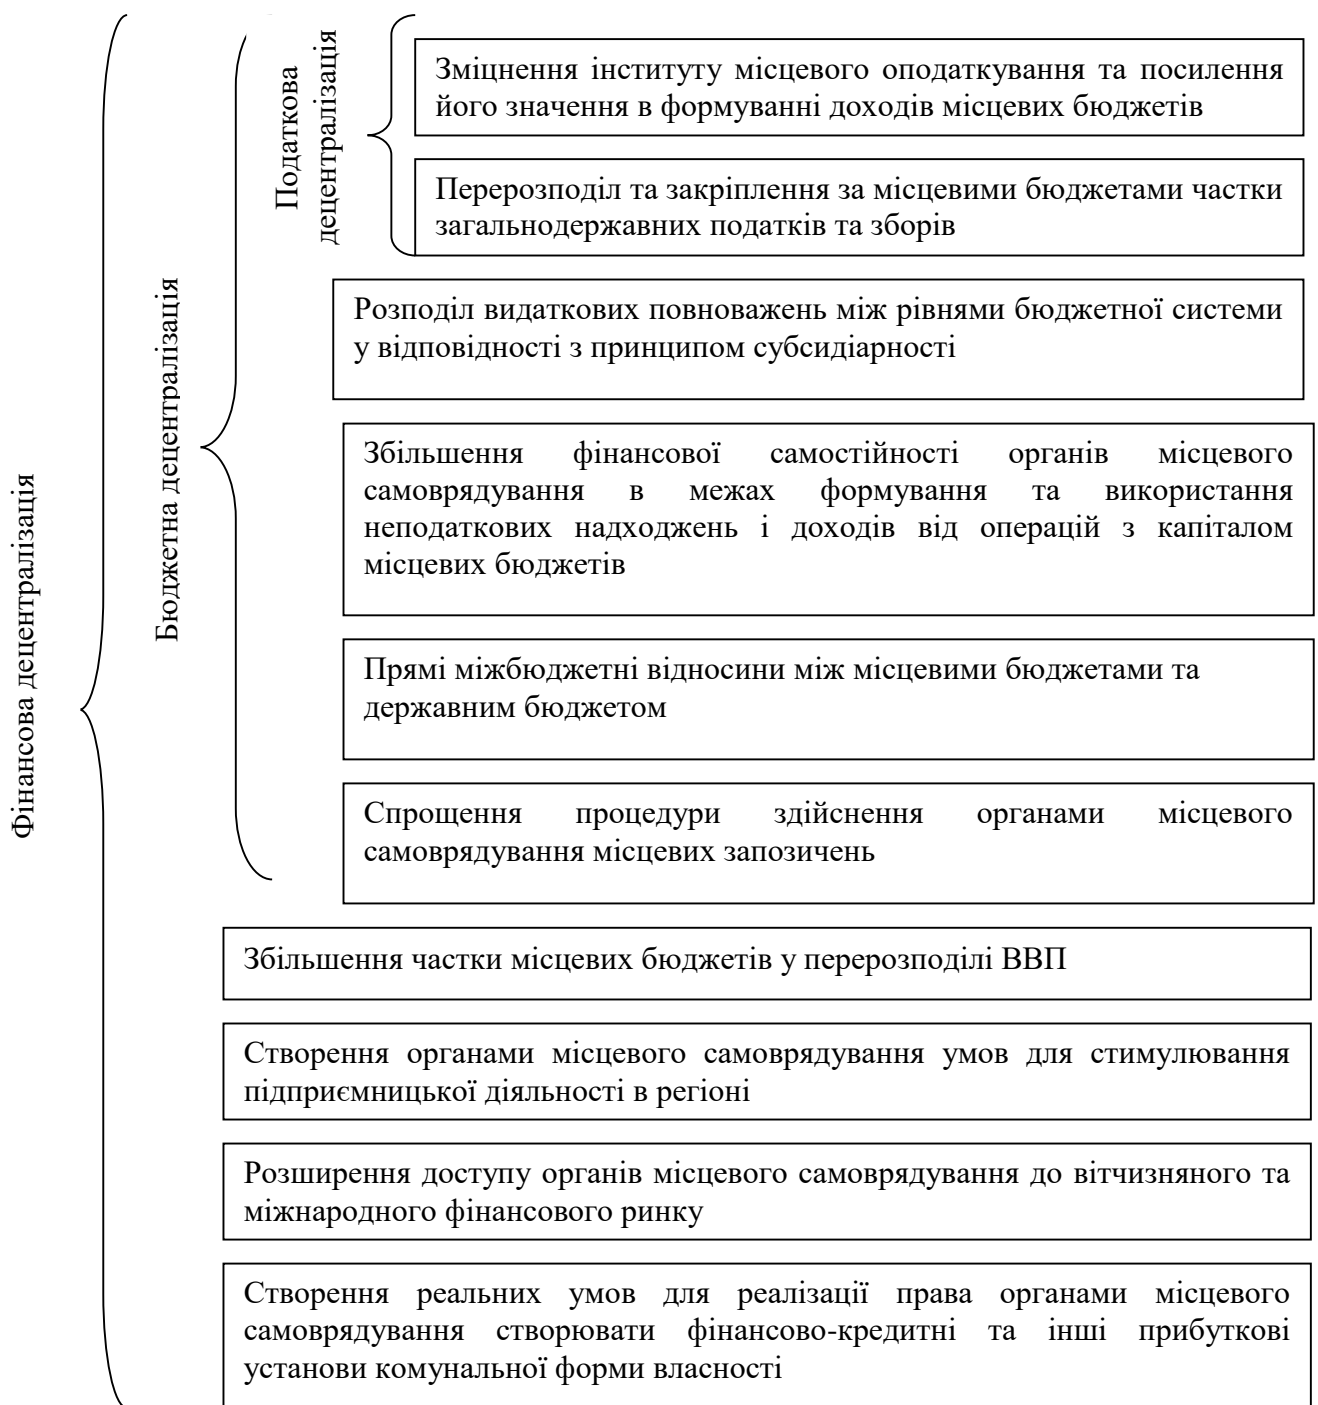 Фінансова децентралізація
Бюджетна децентралізація
Податкова
децентралізація
Зміцнення інституту місцевого оподаткування та посилення
його значення в формуванні доходів місцевих бюджетів
Перерозподіл та закріплення за місцевими бюджетами частки
загальнодержавних податків та зборів
Розподіл видаткових повноважень між рівнями бюджетної системи
у відповідності з принципом субсидіарності
Збільшення фінансової самостійності органів місцевого
самоврядування в межах формування та використання
неподаткових надходжень і доходів від операцій з капіталом
місцевих бюджетів
Прямі міжбюджетні відносини між місцевими бюджетами та
державним бюджетом
Спрощення процедури здійснення органами місцевого
самоврядування місцевих запозичень
Збільшення частки місцевих бюджетів у перерозподілі ВВП
Створення органами місцевого самоврядування умов для стимулювання
підприємницької діяльності в регіоні
Розширення доступу органів місцевого самоврядування до вітчизняного та
міжнародного фінансового ринку
Створення реальних умов для реалізації права органами місцевого
самоврядування створювати фінансово-кредитні та інші прибуткові
установи комунальної форми власності